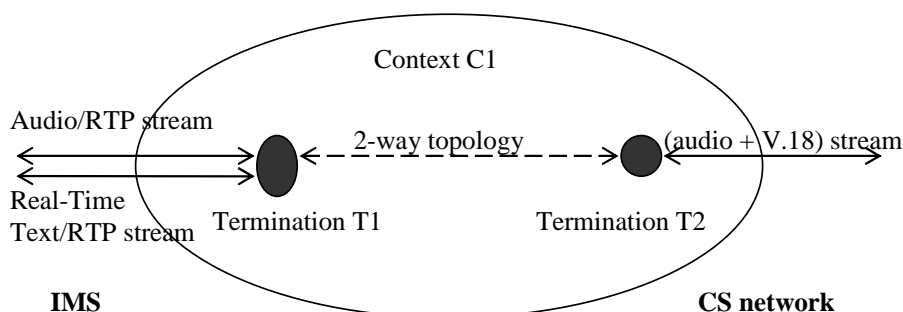 Context C1
Audio/RTP stream
2-way topology
(audio + V.18) stream
Real-Time
Text/RTP stream
Termination T1
Termination T2
IMS
CS network